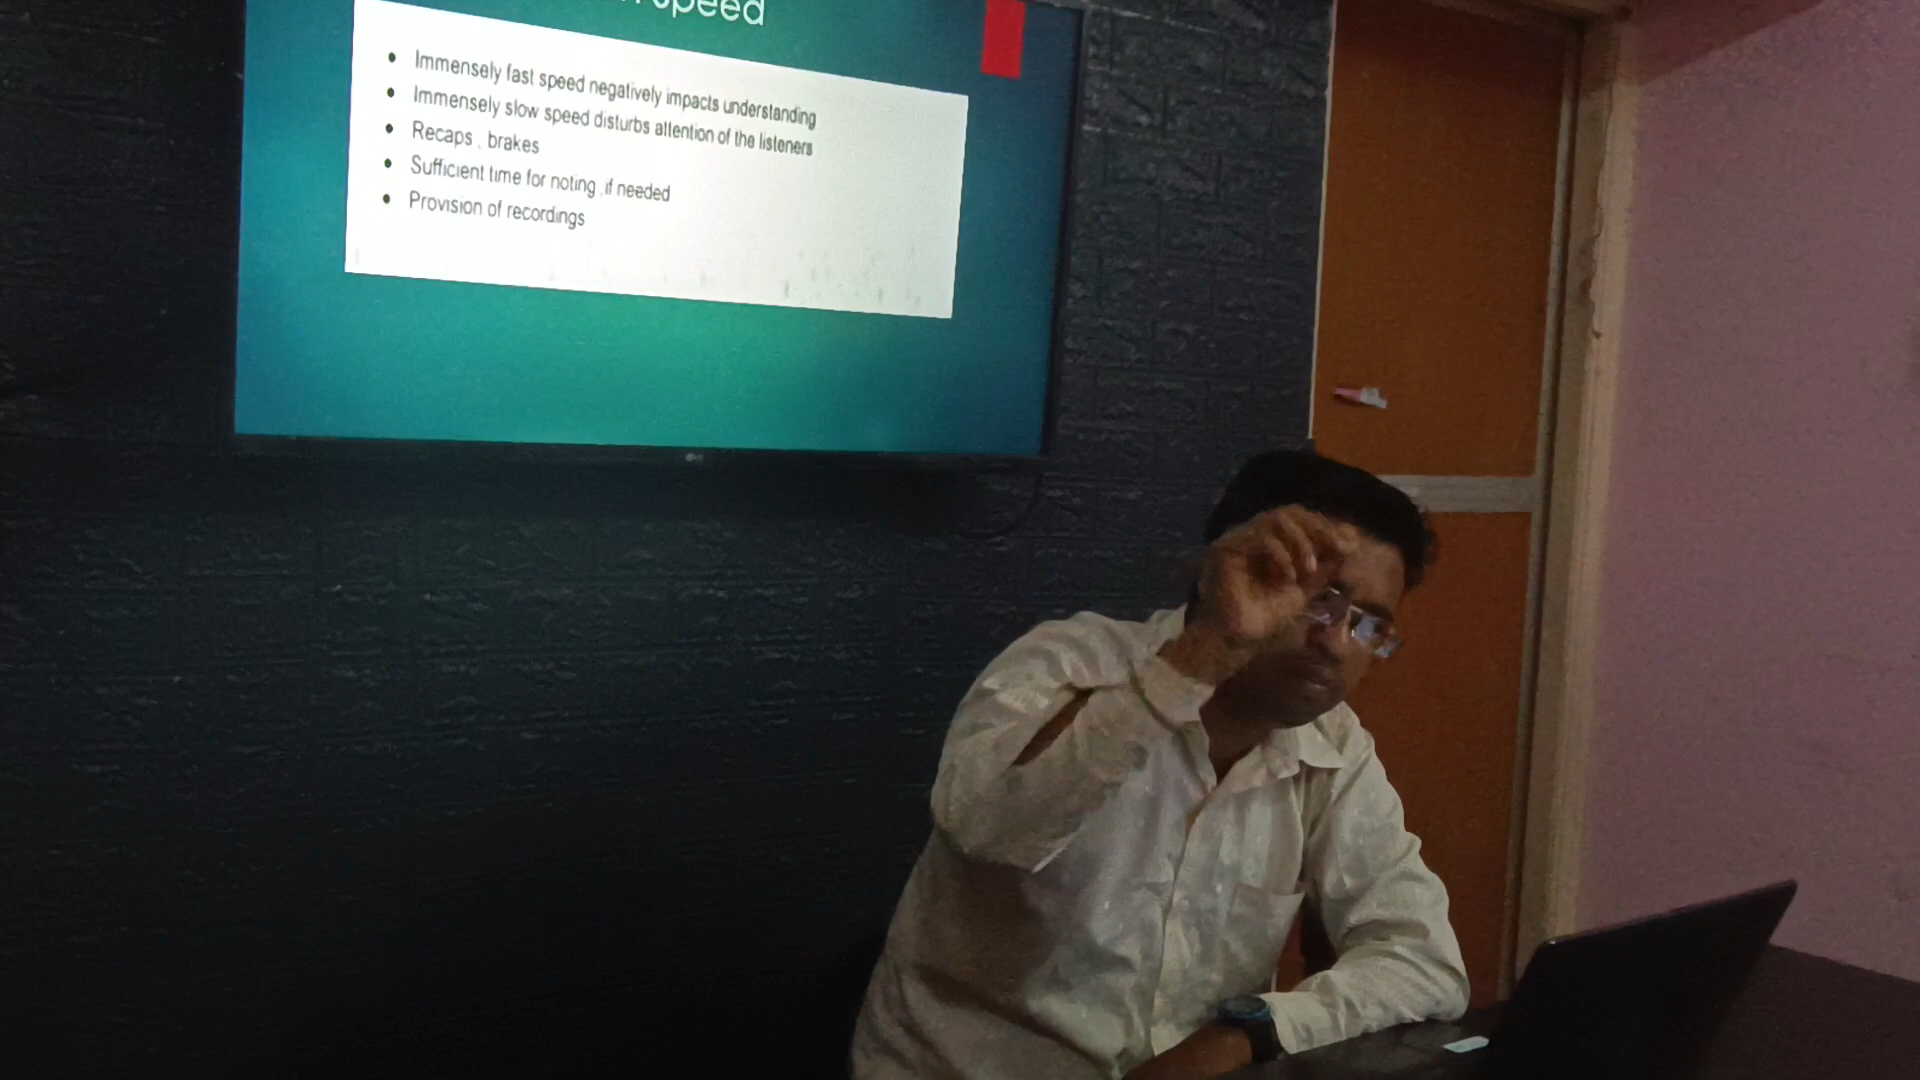 speed
Immensely fast speed negatively impacts understanding
Immensely slow speed disturbs attention of the listeners
Recaps , brakes
Sufficient time for noting ,if needed
Provision of recordings